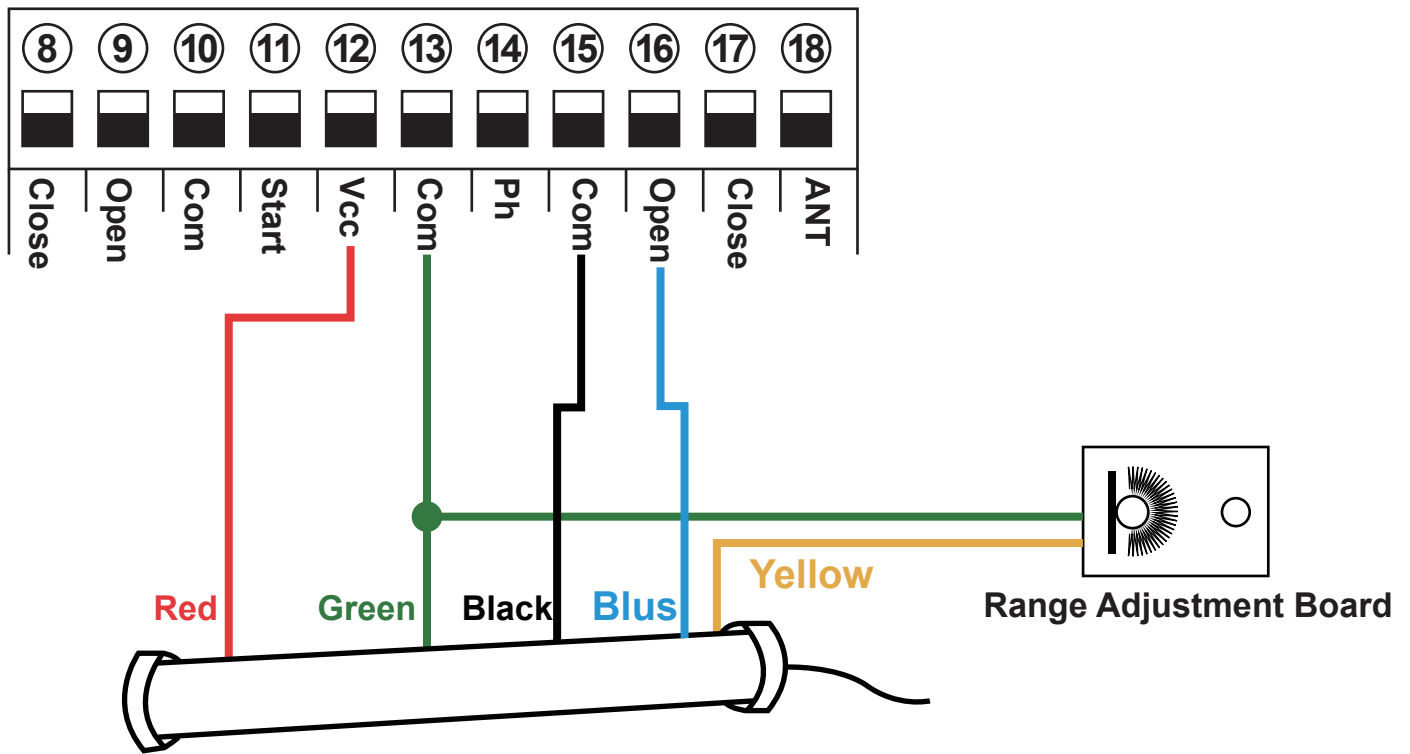 8 9 10 11 12 13 14 15 16 17 18
Close Open Com Start Vcc Com Ph Com Open Close ANT
Yellow
Red Green Black Blus Range Adjustment Board